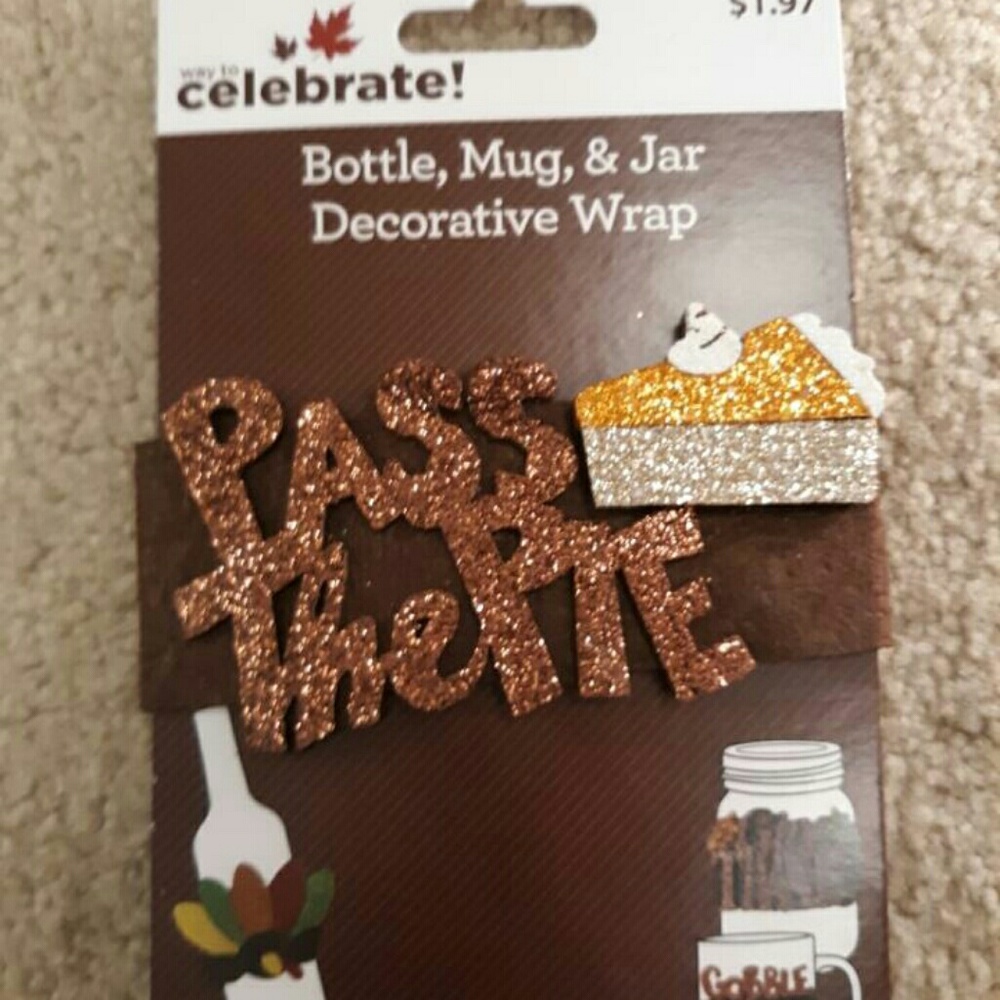 $1.97
way to
celebrate!
Bottle, Mug, & Jar
Decorative Wrap
PASS
the PIE
GOBBLE